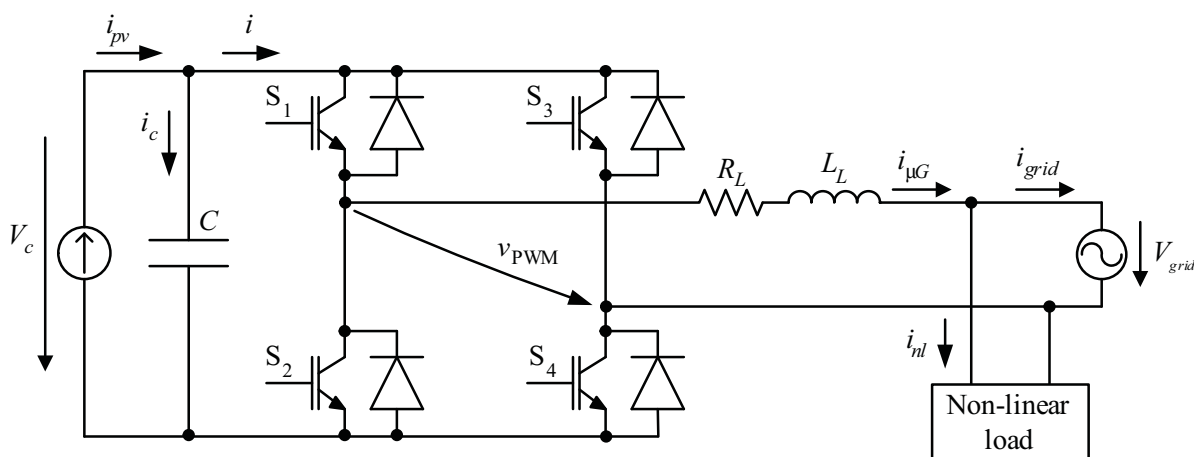 i_pv
i
S_1
S_3
i_c
R_L
L_L
i_μG
i_grid
V_c
C
v_PWM
V_grid
S_2
S_4
i_nl
Non-linear
load